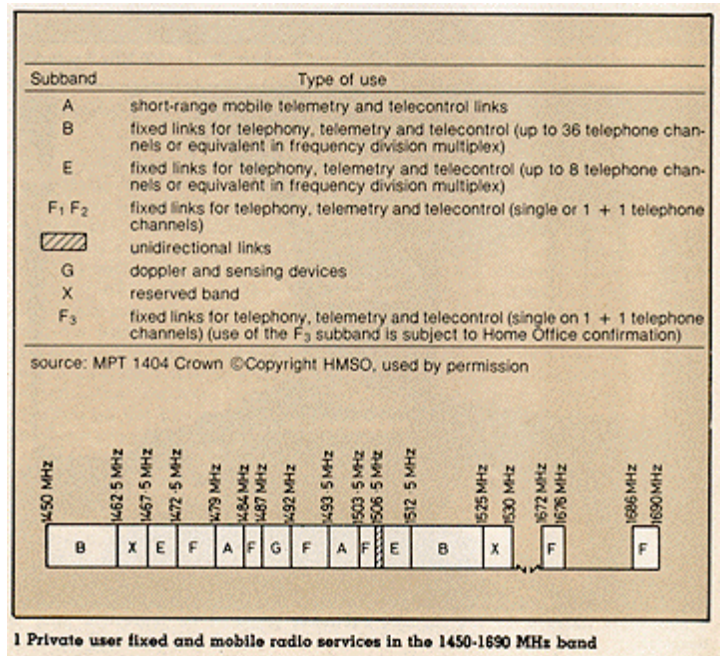 Subband Type of use
A short-range mobile telemetry and telecontrol links
B fixed links for telephony, telemetry and telecontrol (up to 36 telephone chan-
nels or equivalent in frequency division multiplex)
E fixed links for telephony, telemetry and telecontrol (up to 8 telephone chan-
nels or equivalent in frequency division multiplex)
F₁ F₂ fixed links for telephony, telemetry and telecontrol (single or 1 + 1 telephone
channels)
unidirectional links
G doppler and sensing devices
X reserved band
F₃ fixed links for telephony, telemetry and telecontrol (single on 1 + 1 telephone
channels) (use of the F₃ subband is subject to Home Office confirmation)
source: MPT 1404 Crown ©Copyright HMSO, used by permission
1450 MHz 1462·5 MHz 1467·5 MHz 1472·5 MHz 1479 MHz 1484 MHz 1487 MHz 1492 MHz 1493·5 MHz 1503·5 MHz 1506·5 MHz 1512·5 MHz 1525 MHz 1530 MHz 1672 MHz 1676 MHz 1686 MHz 1690 MHz
B X E F A F G F A F E B X F F
1 Private user fixed and mobile radio services in the 1450-1690 MHz band